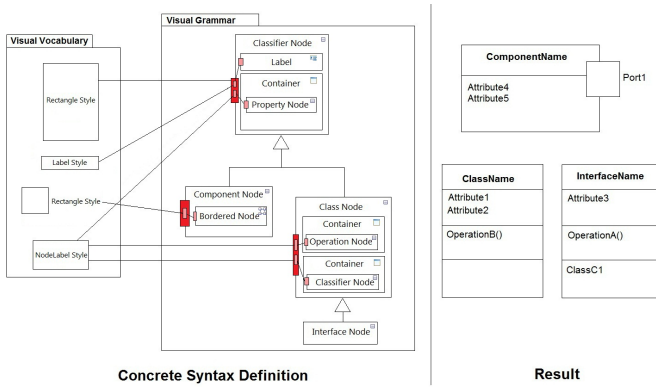 Visual Vocabulary
Rectangle Style
Label Style
Rectangle Style
NodeLabel Style
Visual Grammar
Classifier Node
Label
Container
Property Node
Component Node
Bordered Node
Class Node
Container
Operation Node
Container
Classifier Node
Interface Node
Concrete Syntax Definition
ComponentName
Attribute4
Attribute5
Port1
ClassName
Attribute1
Attribute2
OperationB()
InterfaceName
Attribute3
OperationA()
ClassC1
Result